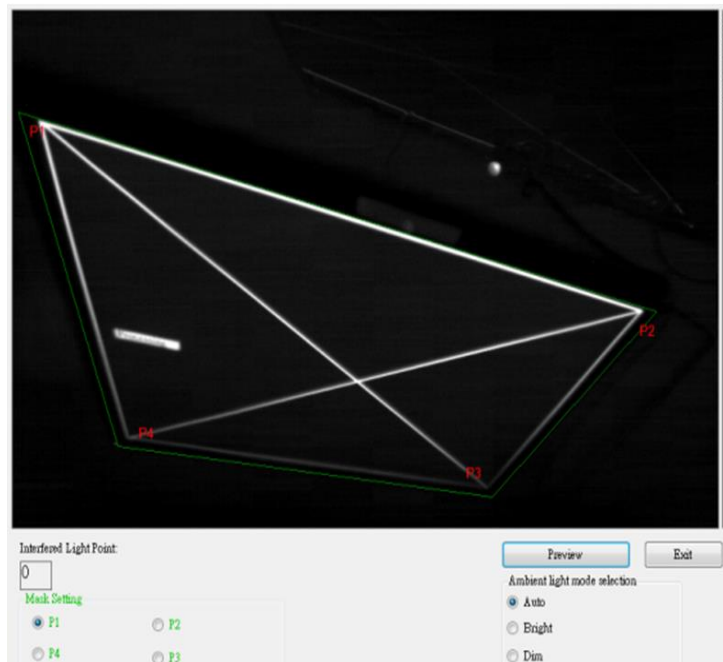 P1
P2
P4
P3
Interfered Light Point:
0
Preview
Exit
Mask Setting
Ambient light mode selection
P1
P2
Auto
Bright
P4
P3
Dim